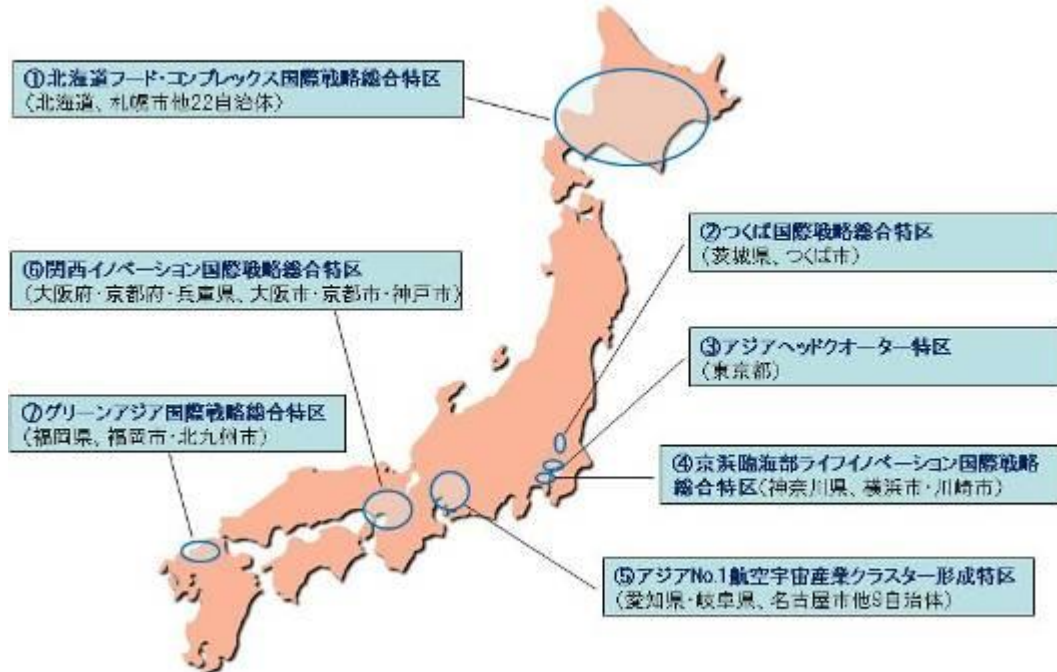 ①北海道フード・コンプレックス国際戦略総合特区
(北海道、札幌市他22自治体)
②つくば国際戦略総合特区
(茨城県、つくば市)
⑥関西イノベーション国際戦略総合特区
(大阪府・京都府・兵庫県、大阪市・京都市・神戸市)
③アジアヘッドクオーター特区
(東京都)
⑦グリーンアジア国際戦略総合特区
(福岡県、福岡市・北九州市)
④京浜臨海部ライフイノベーション国際戦略
総合特区(神奈川県、横浜市・川崎市)
⑤アジアNo.1航空宇宙産業クラスター形成特区
(愛知県・岐阜県、名古屋市他9自治体)